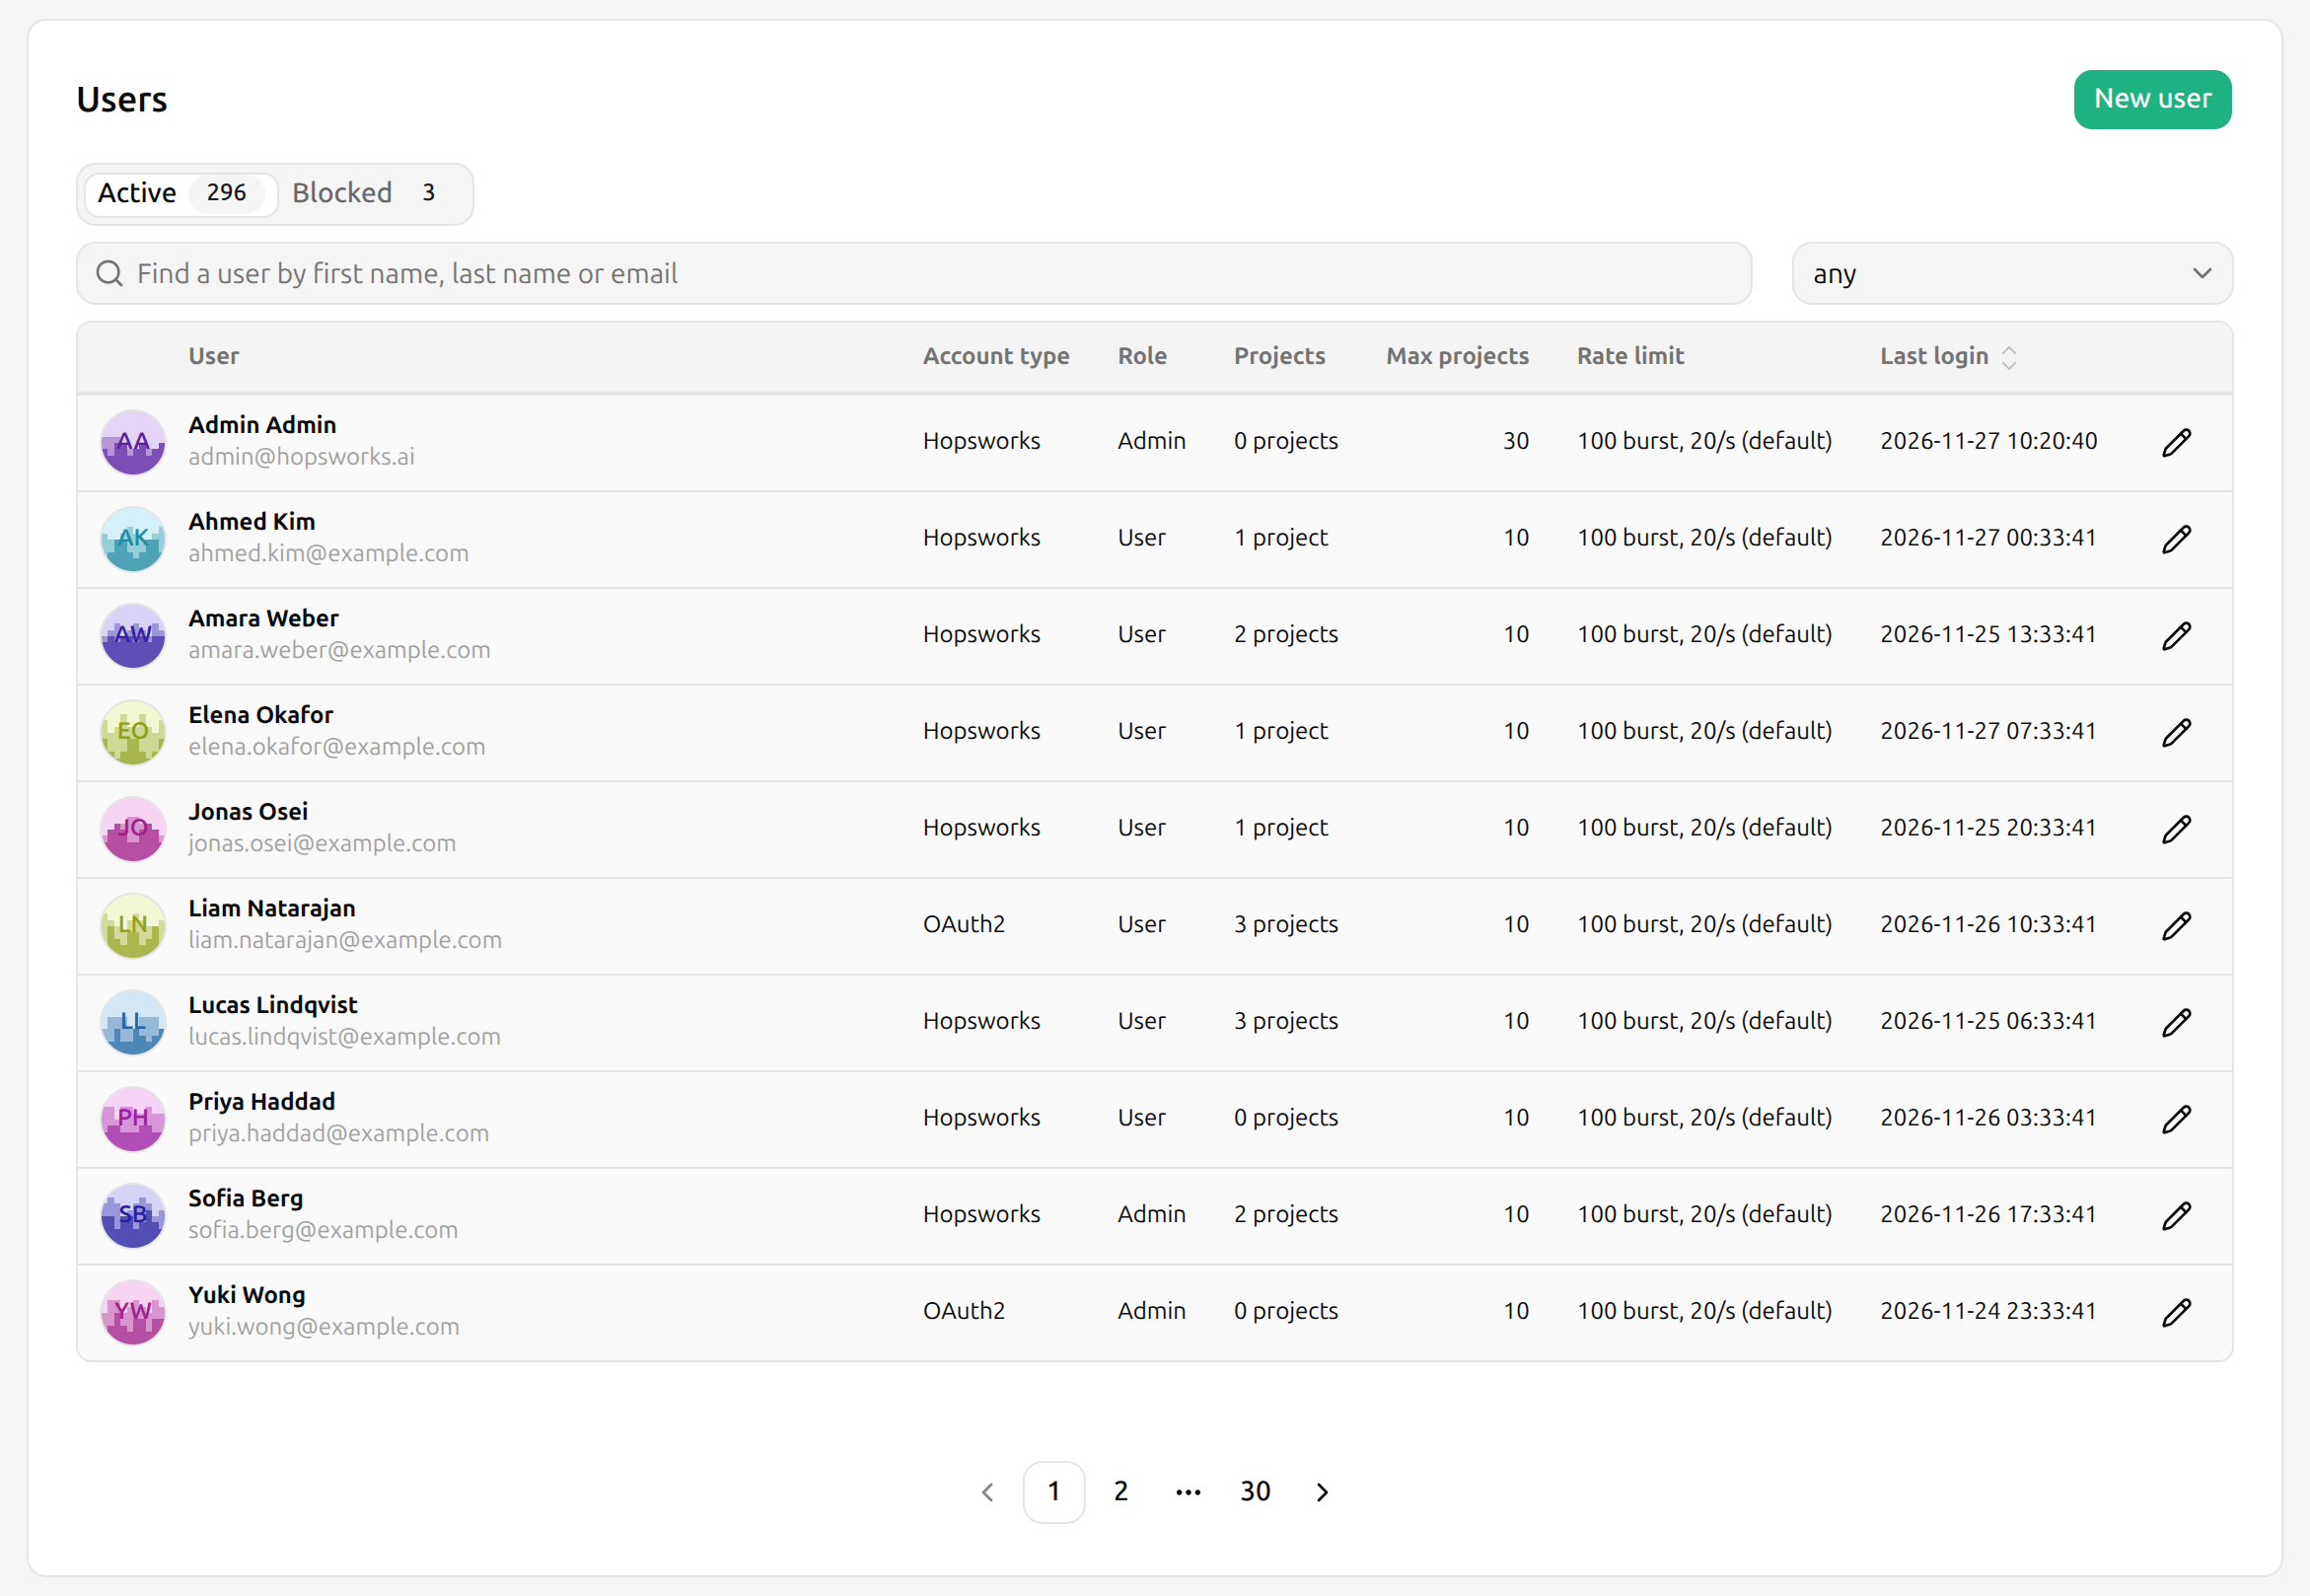 Users
New user
Active 296 Blocked 3
Find a user by first name, last name or email
any
User Account type Role Projects Max projects Rate limit Last login
AA Admin Admin Hopsworks Admin 0 projects 30 100 burst, 20/s (default) 2026-11-27 10:20:40
admin@hopsworks.ai
AK Ahmed Kim Hopsworks User 1 project 10 100 burst, 20/s (default) 2026-11-27 00:33:41
ahmed.kim@example.com
AW Amara Weber Hopsworks User 2 projects 10 100 burst, 20/s (default) 2026-11-25 13:33:41
amara.weber@example.com
EO Elena Okafor Hopsworks User 1 project 10 100 burst, 20/s (default) 2026-11-27 07:33:41
elena.okafor@example.com
JO Jonas Osei Hopsworks User 1 project 10 100 burst, 20/s (default) 2026-11-25 20:33:41
jonas.osei@example.com
LN Liam Natarajan OAuth2 User 3 projects 10 100 burst, 20/s (default) 2026-11-26 10:33:41
liam.natarajan@example.com
LL Lucas Lindqvist Hopsworks User 3 projects 10 100 burst, 20/s (default) 2026-11-25 06:33:41
lucas.lindqvist@example.com
PH Priya Haddad Hopsworks User 0 projects 10 100 burst, 20/s (default) 2026-11-26 03:33:41
priya.haddad@example.com
SB Sofia Berg Hopsworks Admin 2 projects 10 100 burst, 20/s (default) 2026-11-26 17:33:41
sofia.berg@example.com
YW Yuki Wong OAuth2 Admin 0 projects 10 100 burst, 20/s (default) 2026-11-24 23:33:41
yuki.wong@example.com
1 2 ••• 30